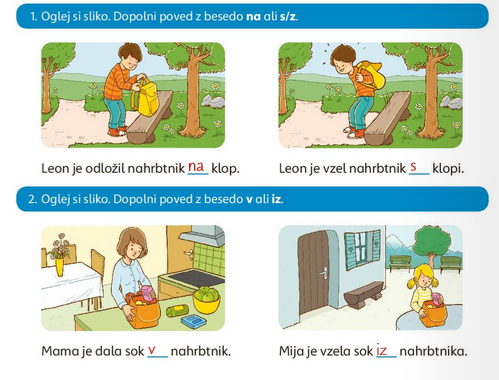 1. Oglej si sliko. Dopolni poved z besedo na ali s/z.
Leon je odložil nahrbtnik na klop.
Leon je vzel nahrbtnik s klopi.
2. Oglej si sliko. Dopolni poved z besedo v ali iz.
Mama je dala sok v nahrbtnik.
Mija je vzela sok iz nahrbtnika.